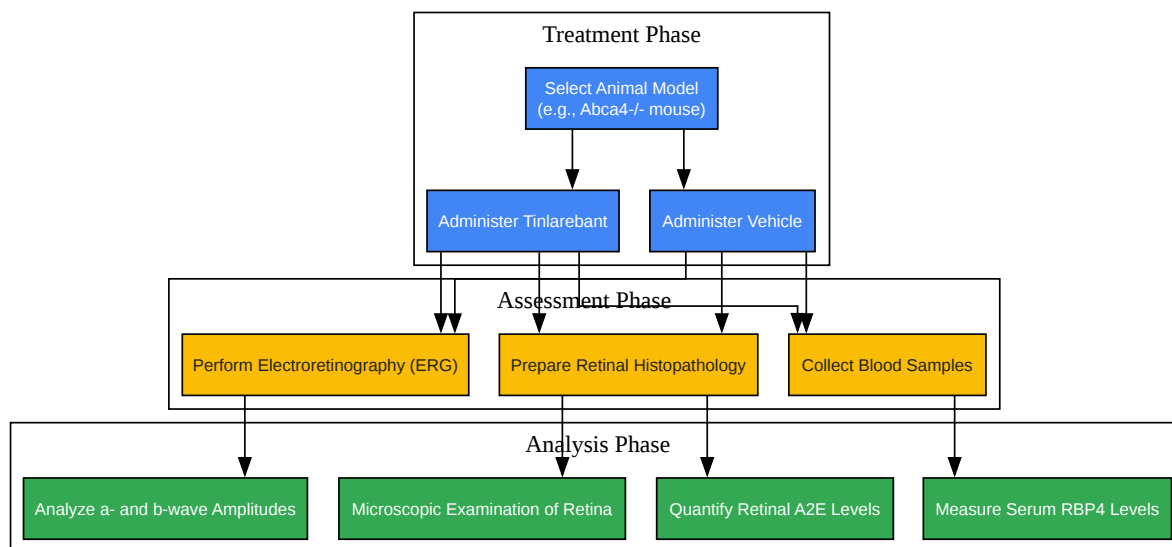 Treatment Phase
Select Animal Model
(e.g., Abca4-/- mouse)
Administer Tinlarebant
Administer Vehicle
Assessment Phase
Perform Electroretinography (ERG)
Prepare Retinal Histopathology
Collect Blood Samples
Analysis Phase
Analyze a- and b-wave Amplitudes
Microscopic Examination of Retina
Quantify Retinal A2E Levels
Measure Serum RBP4 Levels